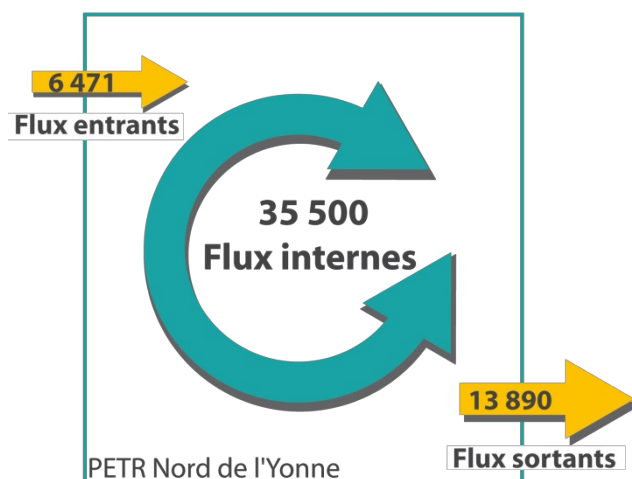 6 471
Flux entrants
35 500
Flux internes
13 890
Flux sortants
PETR Nord de l'Yonne